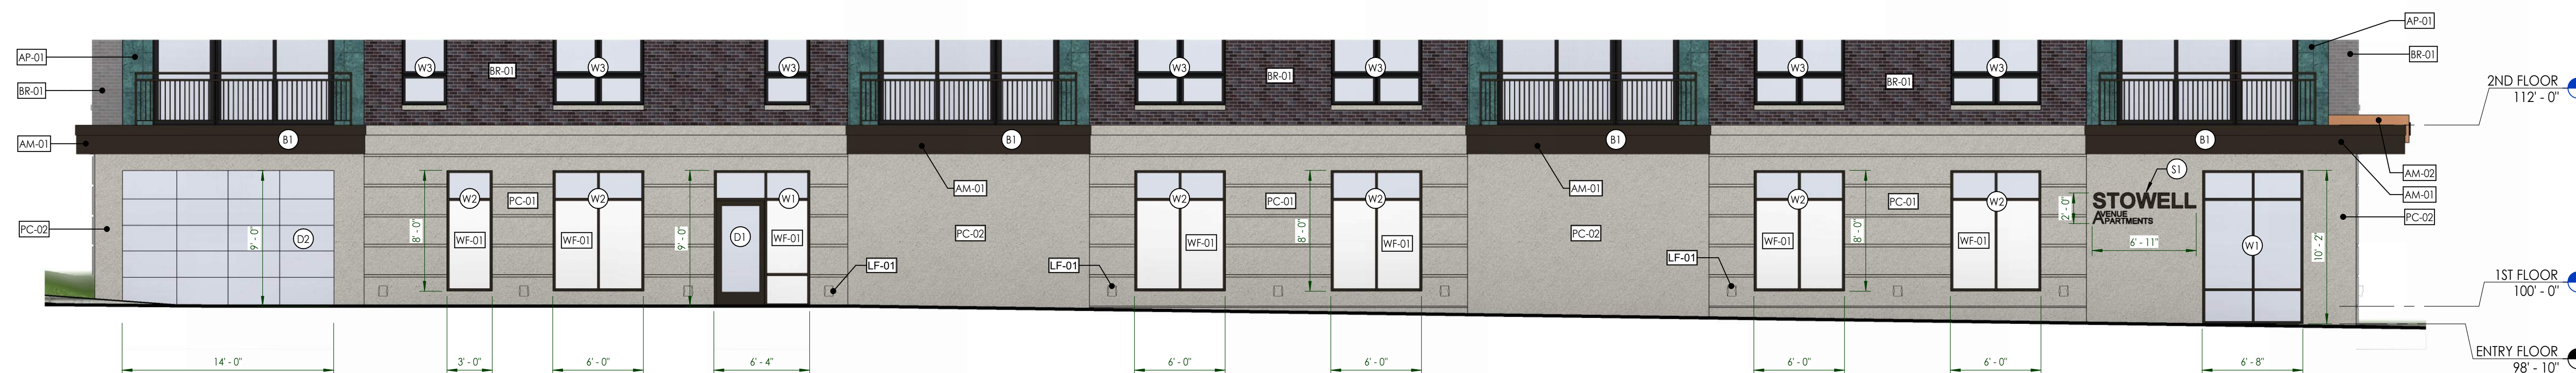 AP-01
AP-01
W3
BR-01
W3
W3
W3
BR-01
W3
W3
BR-01
W3
BR-01
BR-01
2ND FLOOR
112' - 0"
AM-01
B1
B1
B1
B1
AM-01
AM-01
S1
AM-02
AM-01
PC-02
D2
9' - 0"
8' - 0"
W2
PC-01
W2
WF-01
WF-01
9' - 0"
D1
W1
WF-01
LF-01
PC-02
LF-01
W2
PC-01
W2
WF-01
8' - 0"
WF-01
PC-02
LF-01
W2
WF-01
8' - 0"
PC-01
W2
WF-01
2' - 0"
STOWELL
AVENUE
APARTMENTS
6' - 11"
W1
10' - 2"
PC-02
1ST FLOOR
100' - 0"
14' - 0"
3' - 0"
6' - 0"
6' - 4"
6' - 0"
6' - 0"
6' - 0"
6' - 0"
6' - 8"
ENTRY FLOOR
98' - 10"